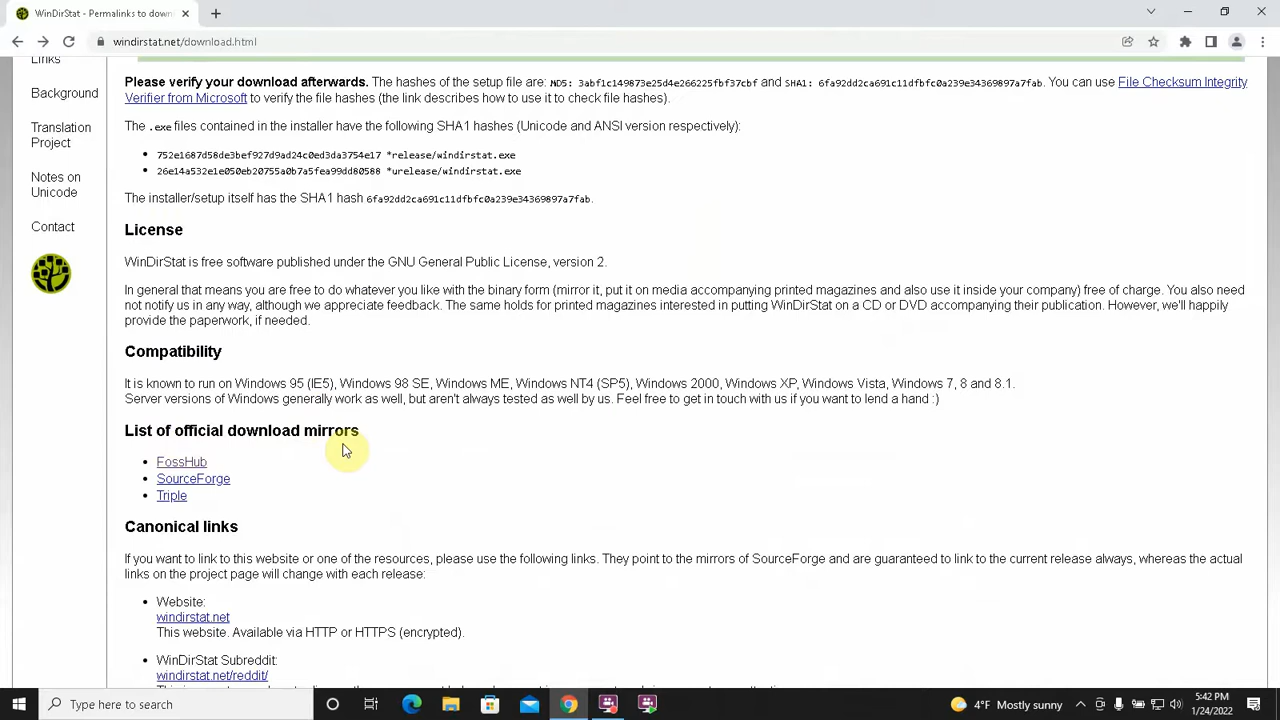 WinDirStat - Permalinks to down
windirstat.net/download.html
Links
Background
Translation
Project
Notes on
Unicode
Contact
Please verify your download afterwards. The hashes of the setup file are: MD5: 3abf1c149873e25d4e266225fbf37cbf and SHA1: 6fa92dd2ca691c11dfbfc0a239e34369897a7fab. You can use File Checksum Integrity
Verifier from Microsoft to verify the file hashes (the link describes how to use it to check file hashes).
The .exe files contained in the installer have the following SHA1 hashes (Unicode and ANSI version respectively):
• 752e1687d58de3bef927d9ad24c0ed3da3754e17 *release/windirstat.exe
• 26e14a532e1e050eb20755a0b7a5fea99dd80588 *urelease/windirstat.exe
The installer/setup itself has the SHA1 hash 6fa92dd2ca691c11dfbfc0a239e34369897a7fab.
License
WinDirStat is free software published under the GNU General Public License, version 2.
In general that means you are free to do whatever you like with the binary form (mirror it, put it on media accompanying printed magazines and also use it inside your company) free of charge. You also need
not notify us in any way, although we appreciate feedback. The same holds for printed magazines interested in putting WinDirStat on a CD or DVD accompanying their publication. However, we'll happily
provide the paperwork, if needed.
Compatibility
It is known to run on Windows 95 (IE5), Windows 98 SE, Windows ME, Windows NT4 (SP5), Windows 2000, Windows XP, Windows Vista, Windows 7, 8 and 8.1.
Server versions of Windows generally work as well, but aren't always tested as well by us. Feel free to get in touch with us if you want to lend a hand :)
List of official download mirrors
• FossHub
• SourceForge
• Triple
Canonical links
If you want to link to this website or one of the resources, please use the following links. They point to the mirrors of SourceForge and are guaranteed to link to the current release always, whereas the actual
links on the project page will change with each release:
• Website:
windirstat.net
This website. Available via HTTP or HTTPS (encrypted).
• WinDirStat Subreddit:
windirstat.net/reddit/
Type here to search
4°F Mostly sunny
5:42 PM
1/24/2022